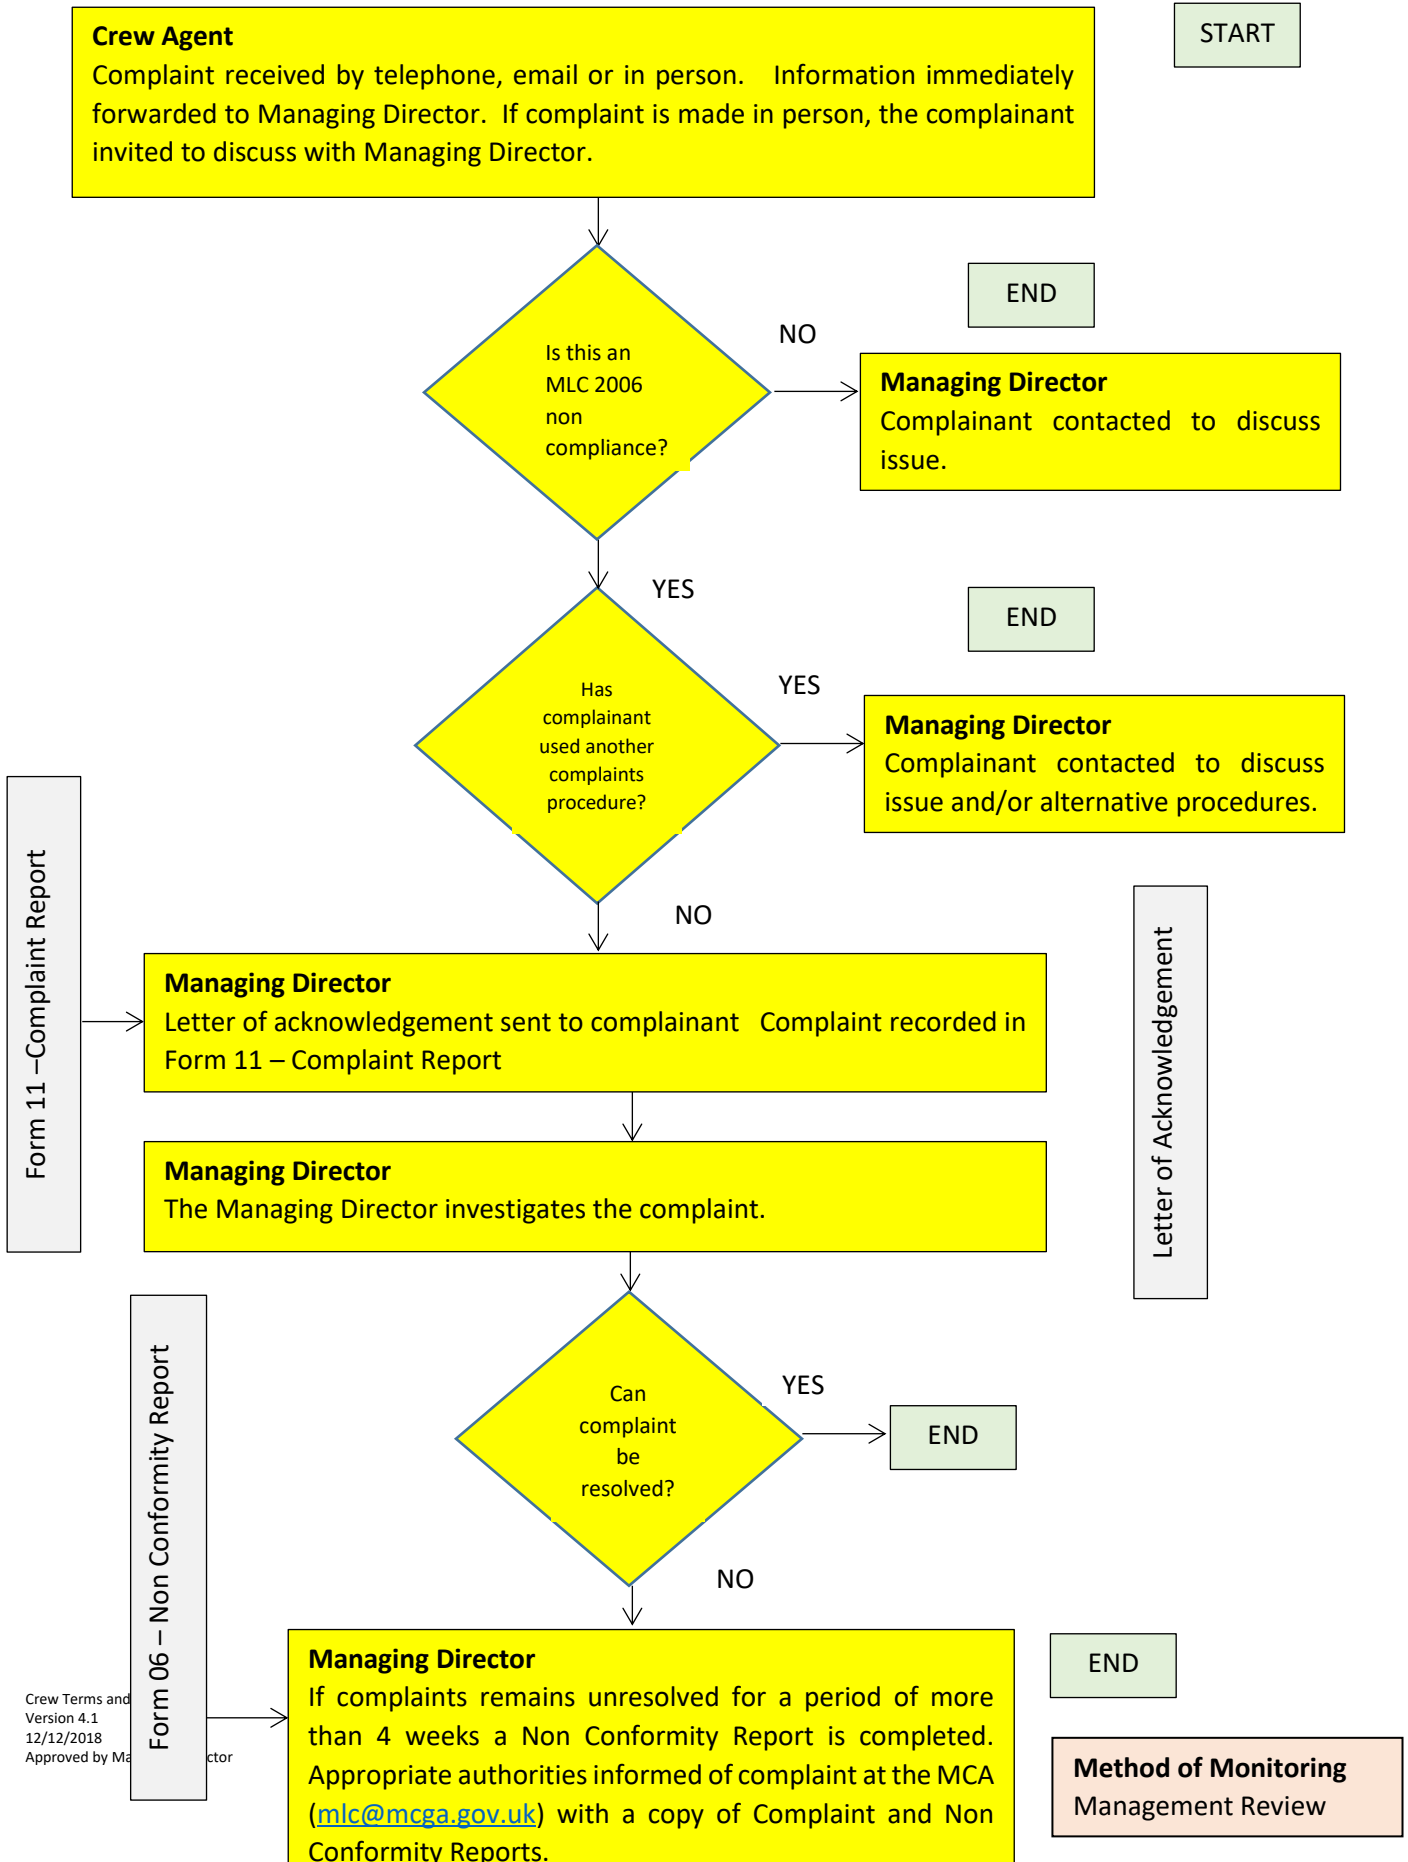 START
Crew Agent
Complaint received by telephone, email or in person. Information immediately
forwarded to Managing Director. If complaint is made in person, the complainant
invited to discuss with Managing Director.
END
NO
Is this an
MLC 2006
non
compliance?
Managing Director
Complainant contacted to discuss
issue.
YES
END
Has
complainant
used another
complaints
procedure?
YES
Managing Director
Complainant contacted to discuss
issue and/or alternative procedures.
NO
Form 11 –Complaint Report
Letter of Acknowledgement
Managing Director
Letter of acknowledgement sent to complainant Complaint recorded in
Form 11 – Complaint Report
Managing Director
The Managing Director investigates the complaint.
Can
complaint
be
resolved?
YES
END
NO
Form 06 – Non Conformity Report
Managing Director
If complaints remains unresolved for a period of more
than 4 weeks a Non Conformity Report is completed.
Appropriate authorities informed of complaint at the MCA
(mlc@mcga.gov.uk) with a copy of Complaint and Non
Conformity Reports.
END
Method of Monitoring
Management Review
Crew Terms and
Version 4.1
12/12/2018
Approved by